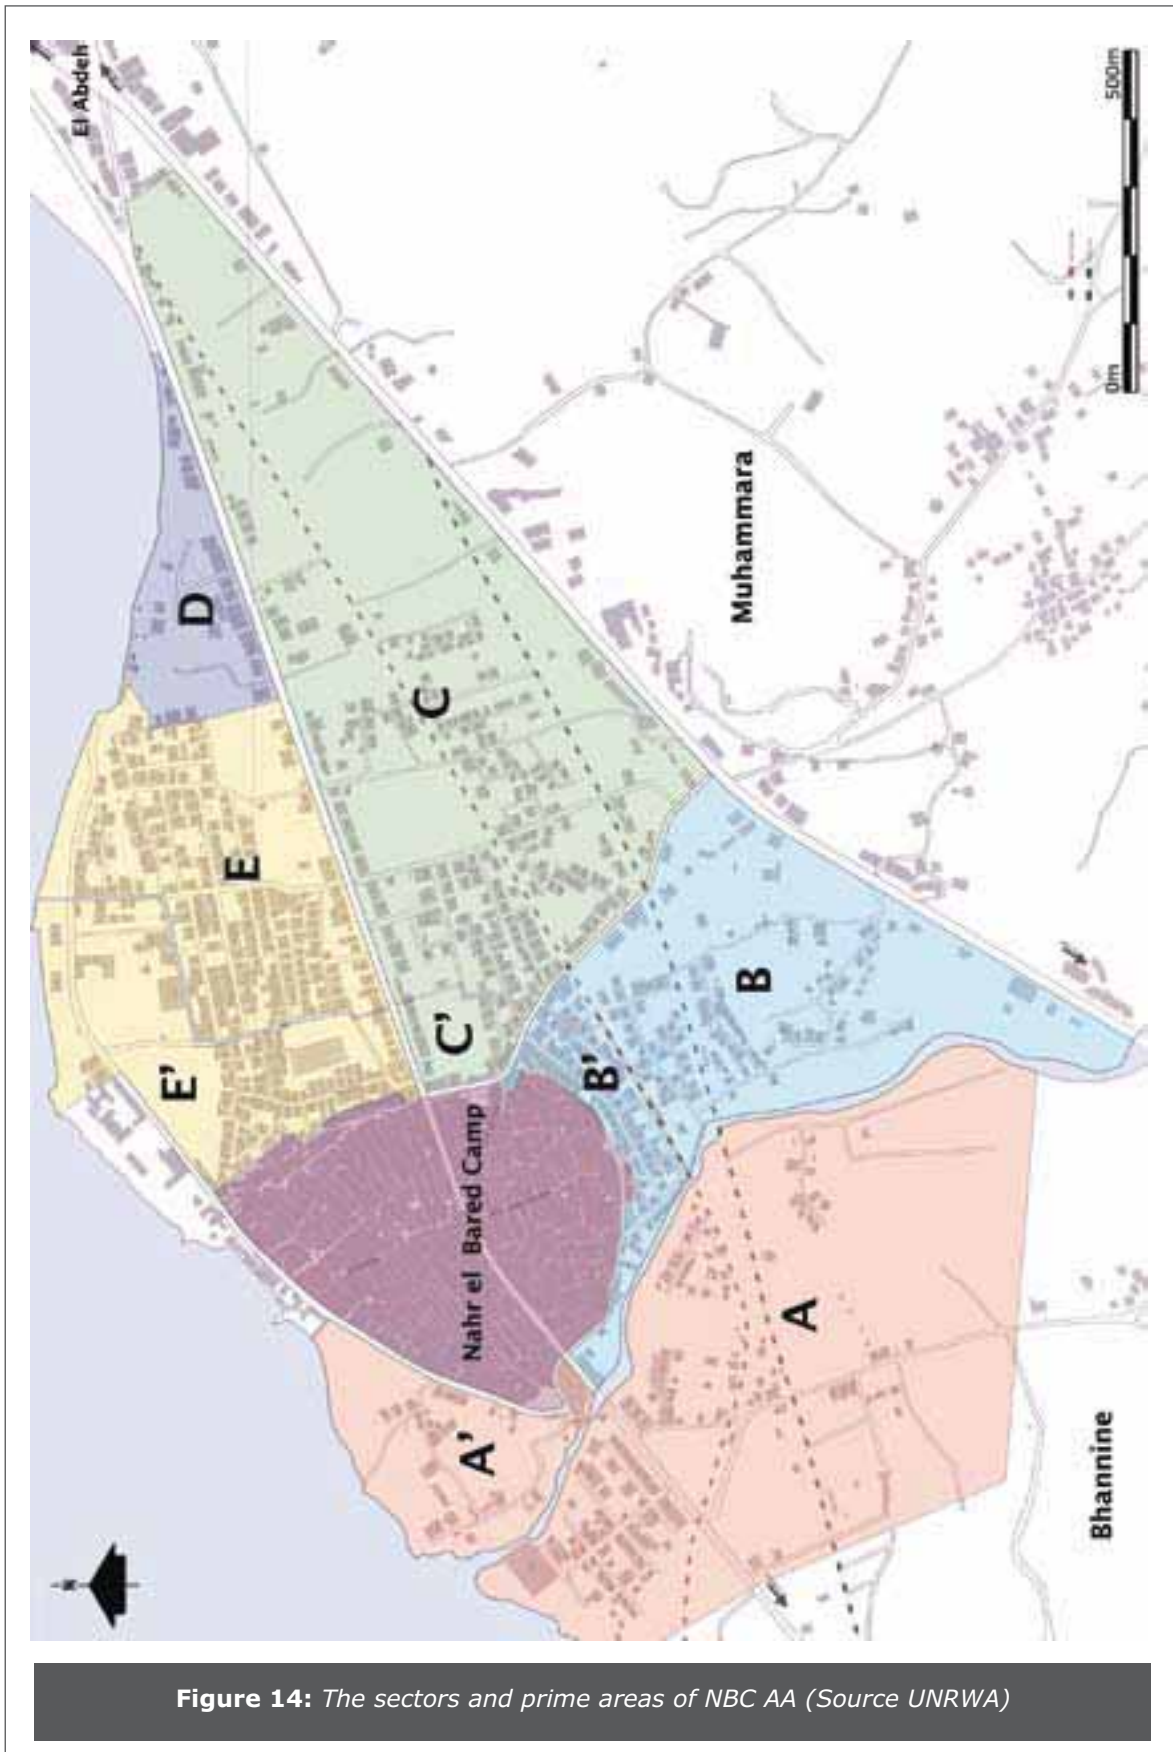 N
El Abdeh
500m
0m
Muhammara
D
C
E
E'
C'
B'
B
Nahr el Bared Camp
A'
A
Bhannine
Figure 14: The sectors and prime areas of NBC AA (Source UNRWA)